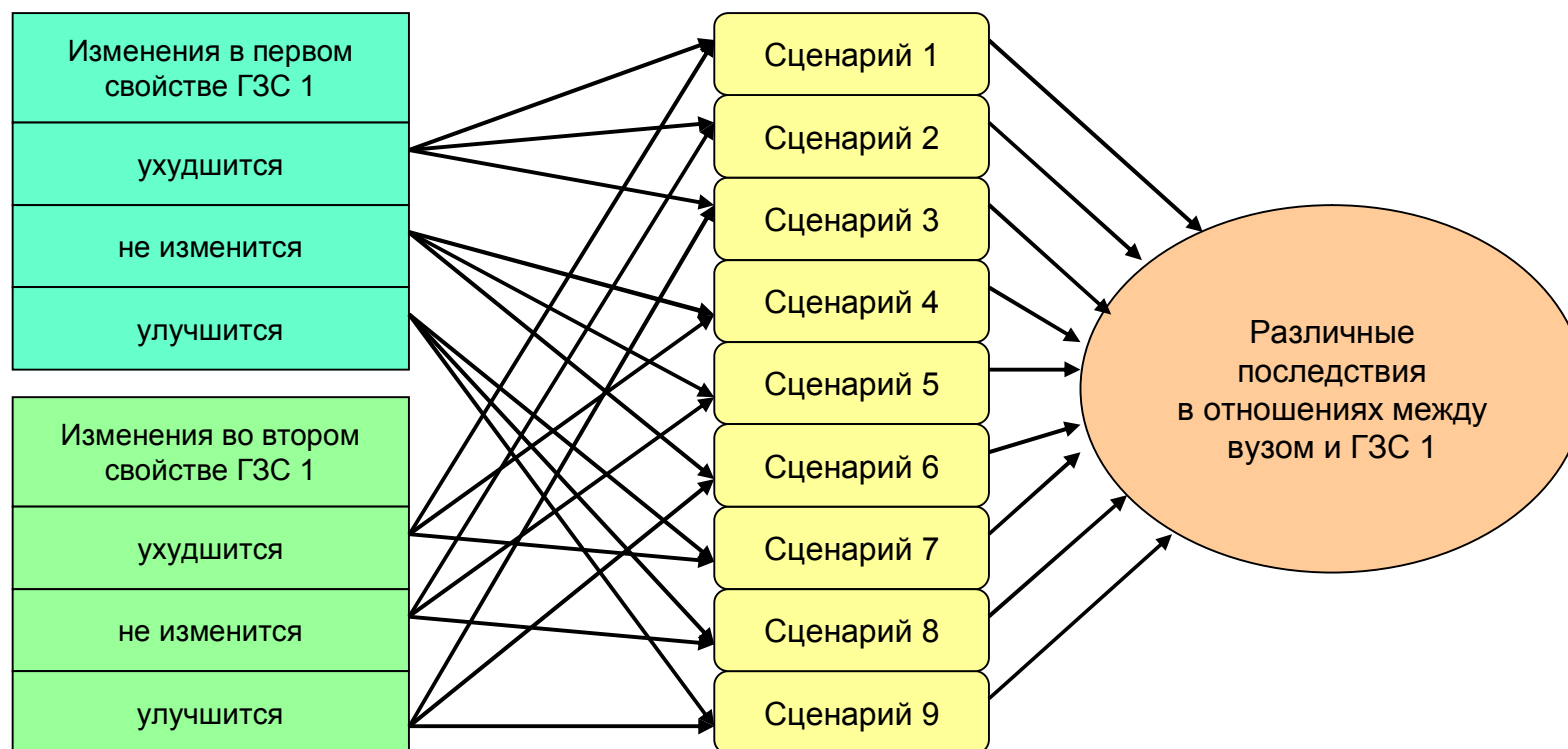 Изменения в первом
свойстве ГЗС 1
ухудшится
не изменится
улучшится
Изменения во втором
свойстве ГЗС 1
ухудшится
не изменится
улучшится
Сценарий 1
Сценарий 2
Сценарий 3
Сценарий 4
Сценарий 5
Сценарий 6
Сценарий 7
Сценарий 8
Сценарий 9
Различные
последствия
в отношениях между
вузом и ГЗС 1